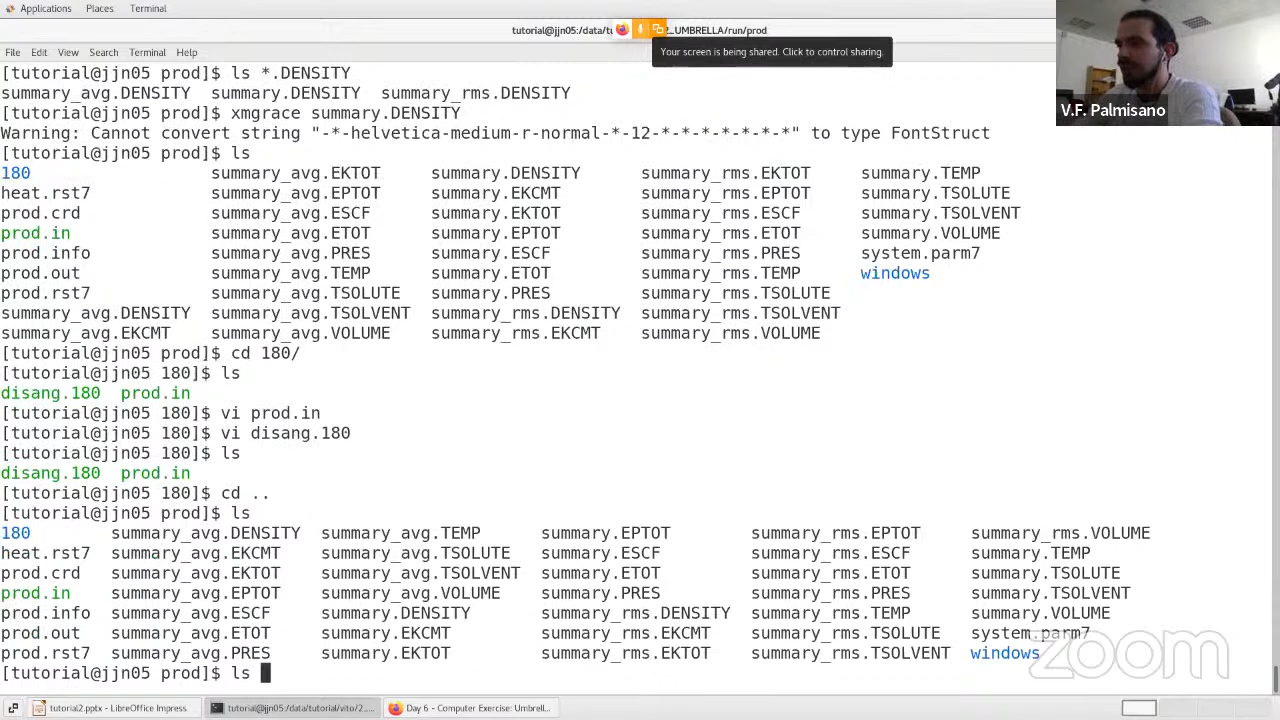 Applications Places Terminal
tutorial@jjn05:/data/tu 2_UMBRELLA/run/prod
File Edit View Search Terminal Help
Your screen is being shared. Click to control sharing.
V.F. Palmisano
[tutorial@jjn05 prod]$ ls *.DENSITY
summary_avg.DENSITY summary.DENSITY summary_rms.DENSITY
[tutorial@jjn05 prod]$ xmgrace summary.DENSITY
Warning: Cannot convert string "-*-helvetica-medium-r-normal-*-12-*-*-*-*-*-*-*" to type FontStruct
[tutorial@jjn05 prod]$ ls
180 summary_avg.EKTOT summary.DENSITY summary_rms.EKTOT summary.TEMP
heat.rst7 summary_avg.EPTOT summary.EKCMT summary_rms.EPTOT summary.TSOLUTE
prod.crd summary_avg.ESCF summary.EKTOT summary_rms.ESCF summary.TSOLVENT
prod.in summary_avg.ETOT summary.EPTOT summary_rms.ETOT summary.VOLUME
prod.info summary_avg.PRES summary.ESCF summary_rms.PRES system.parm7
prod.out summary_avg.TEMP summary.ETOT summary_rms.TEMP windows
prod.rst7 summary_avg.TSOLUTE summary.PRES summary_rms.TSOLUTE
summary_avg.DENSITY summary_avg.TSOLVENT summary_rms.DENSITY summary_rms.TSOLVENT
summary_avg.EKCMT summary_avg.VOLUME summary_rms.EKCMT summary_rms.VOLUME
[tutorial@jjn05 prod]$ cd 180/
[tutorial@jjn05 180]$ ls
disang.180 prod.in
[tutorial@jjn05 180]$ vi prod.in
[tutorial@jjn05 180]$ vi disang.180
[tutorial@jjn05 180]$ ls
disang.180 prod.in
[tutorial@jjn05 180]$ cd ..
[tutorial@jjn05 prod]$ ls
180 summary_avg.DENSITY summary_avg.TEMP summary.EPTOT summary_rms.EPTOT summary_rms.VOLUME
heat.rst7 summary_avg.EKCMT summary_avg.TSOLUTE summary.ESCF summary_rms.ESCF summary.TEMP
prod.crd summary_avg.EKTOT summary_avg.TSOLVENT summary.ETOT summary_rms.ETOT summary.TSOLUTE
prod.in summary_avg.EPTOT summary_avg.VOLUME summary.PRES summary_rms.PRES summary.TSOLVENT
prod.info summary_avg.ESCF summary.DENSITY summary_rms.DENSITY summary_rms.TEMP summary.VOLUME
prod.out summary_avg.ETOT summary.EKCMT summary_rms.EKCMT summary_rms.TSOLUTE system.parm7
prod.rst7 summary_avg.PRES summary.EKTOT summary_rms.EKTOT summary_rms.TSOLVENT windows
[tutorial@jjn05 prod]$ ls
zoom
tutorial2.pptx - LibreOffice Impress tutorial@jjn05:/data/tutorial/vito/2.... Day 6 – Computer Exercise: Umbrell...